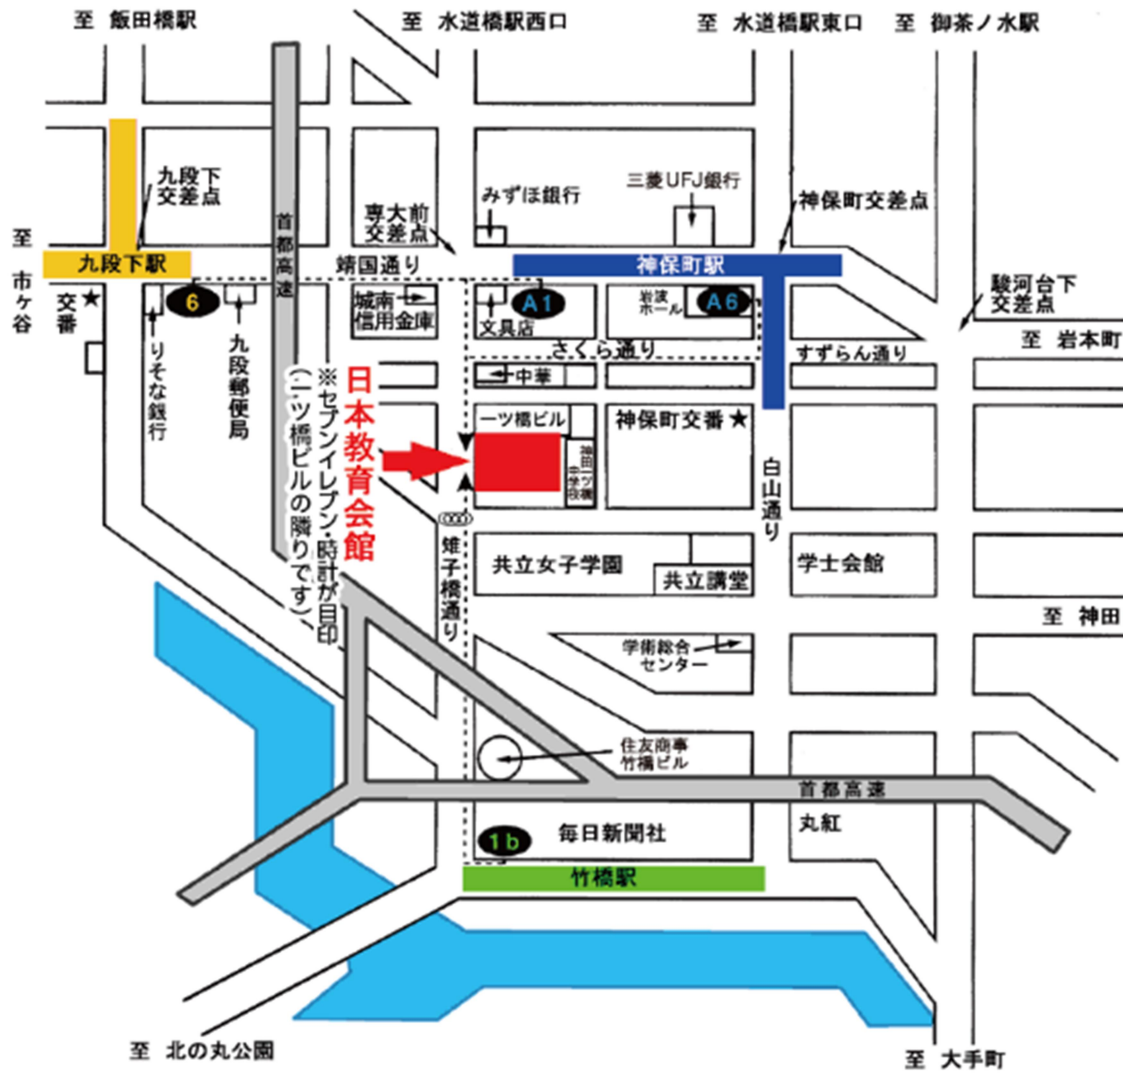 至 飯田橋駅
至 水道橋駅西口
至 水道橋駅東口
至 御茶ノ水駅
九段下
交差点
みずほ銀行
三菱UFJ銀行
専大前
交差点
神保町交差点
至 市ヶ谷
首都高速
九段下駅
靖国通り
神保町駅
駿河台下
交差点
交番★
6
城南
信用金庫
文具店
A1
岩波
ホール
A6
至 岩本町
りそな銀行
九段郵便局
さくら通り
すずらん通り
中華
日本教育会館
※セブンイレブン・時計が目印
(一ツ橋ビルの隣りです)
一ツ橋ビル
神保町交番★
神田一ツ橋
中学校
白山通り
雉子橋通り
共立女子学園
共立講堂
学士会館
至 神田
学術総合
センター
住友商事
竹橋ビル
首都高速
1b
毎日新聞社
丸紅
竹橋駅
至 北の丸公園
至 大手町